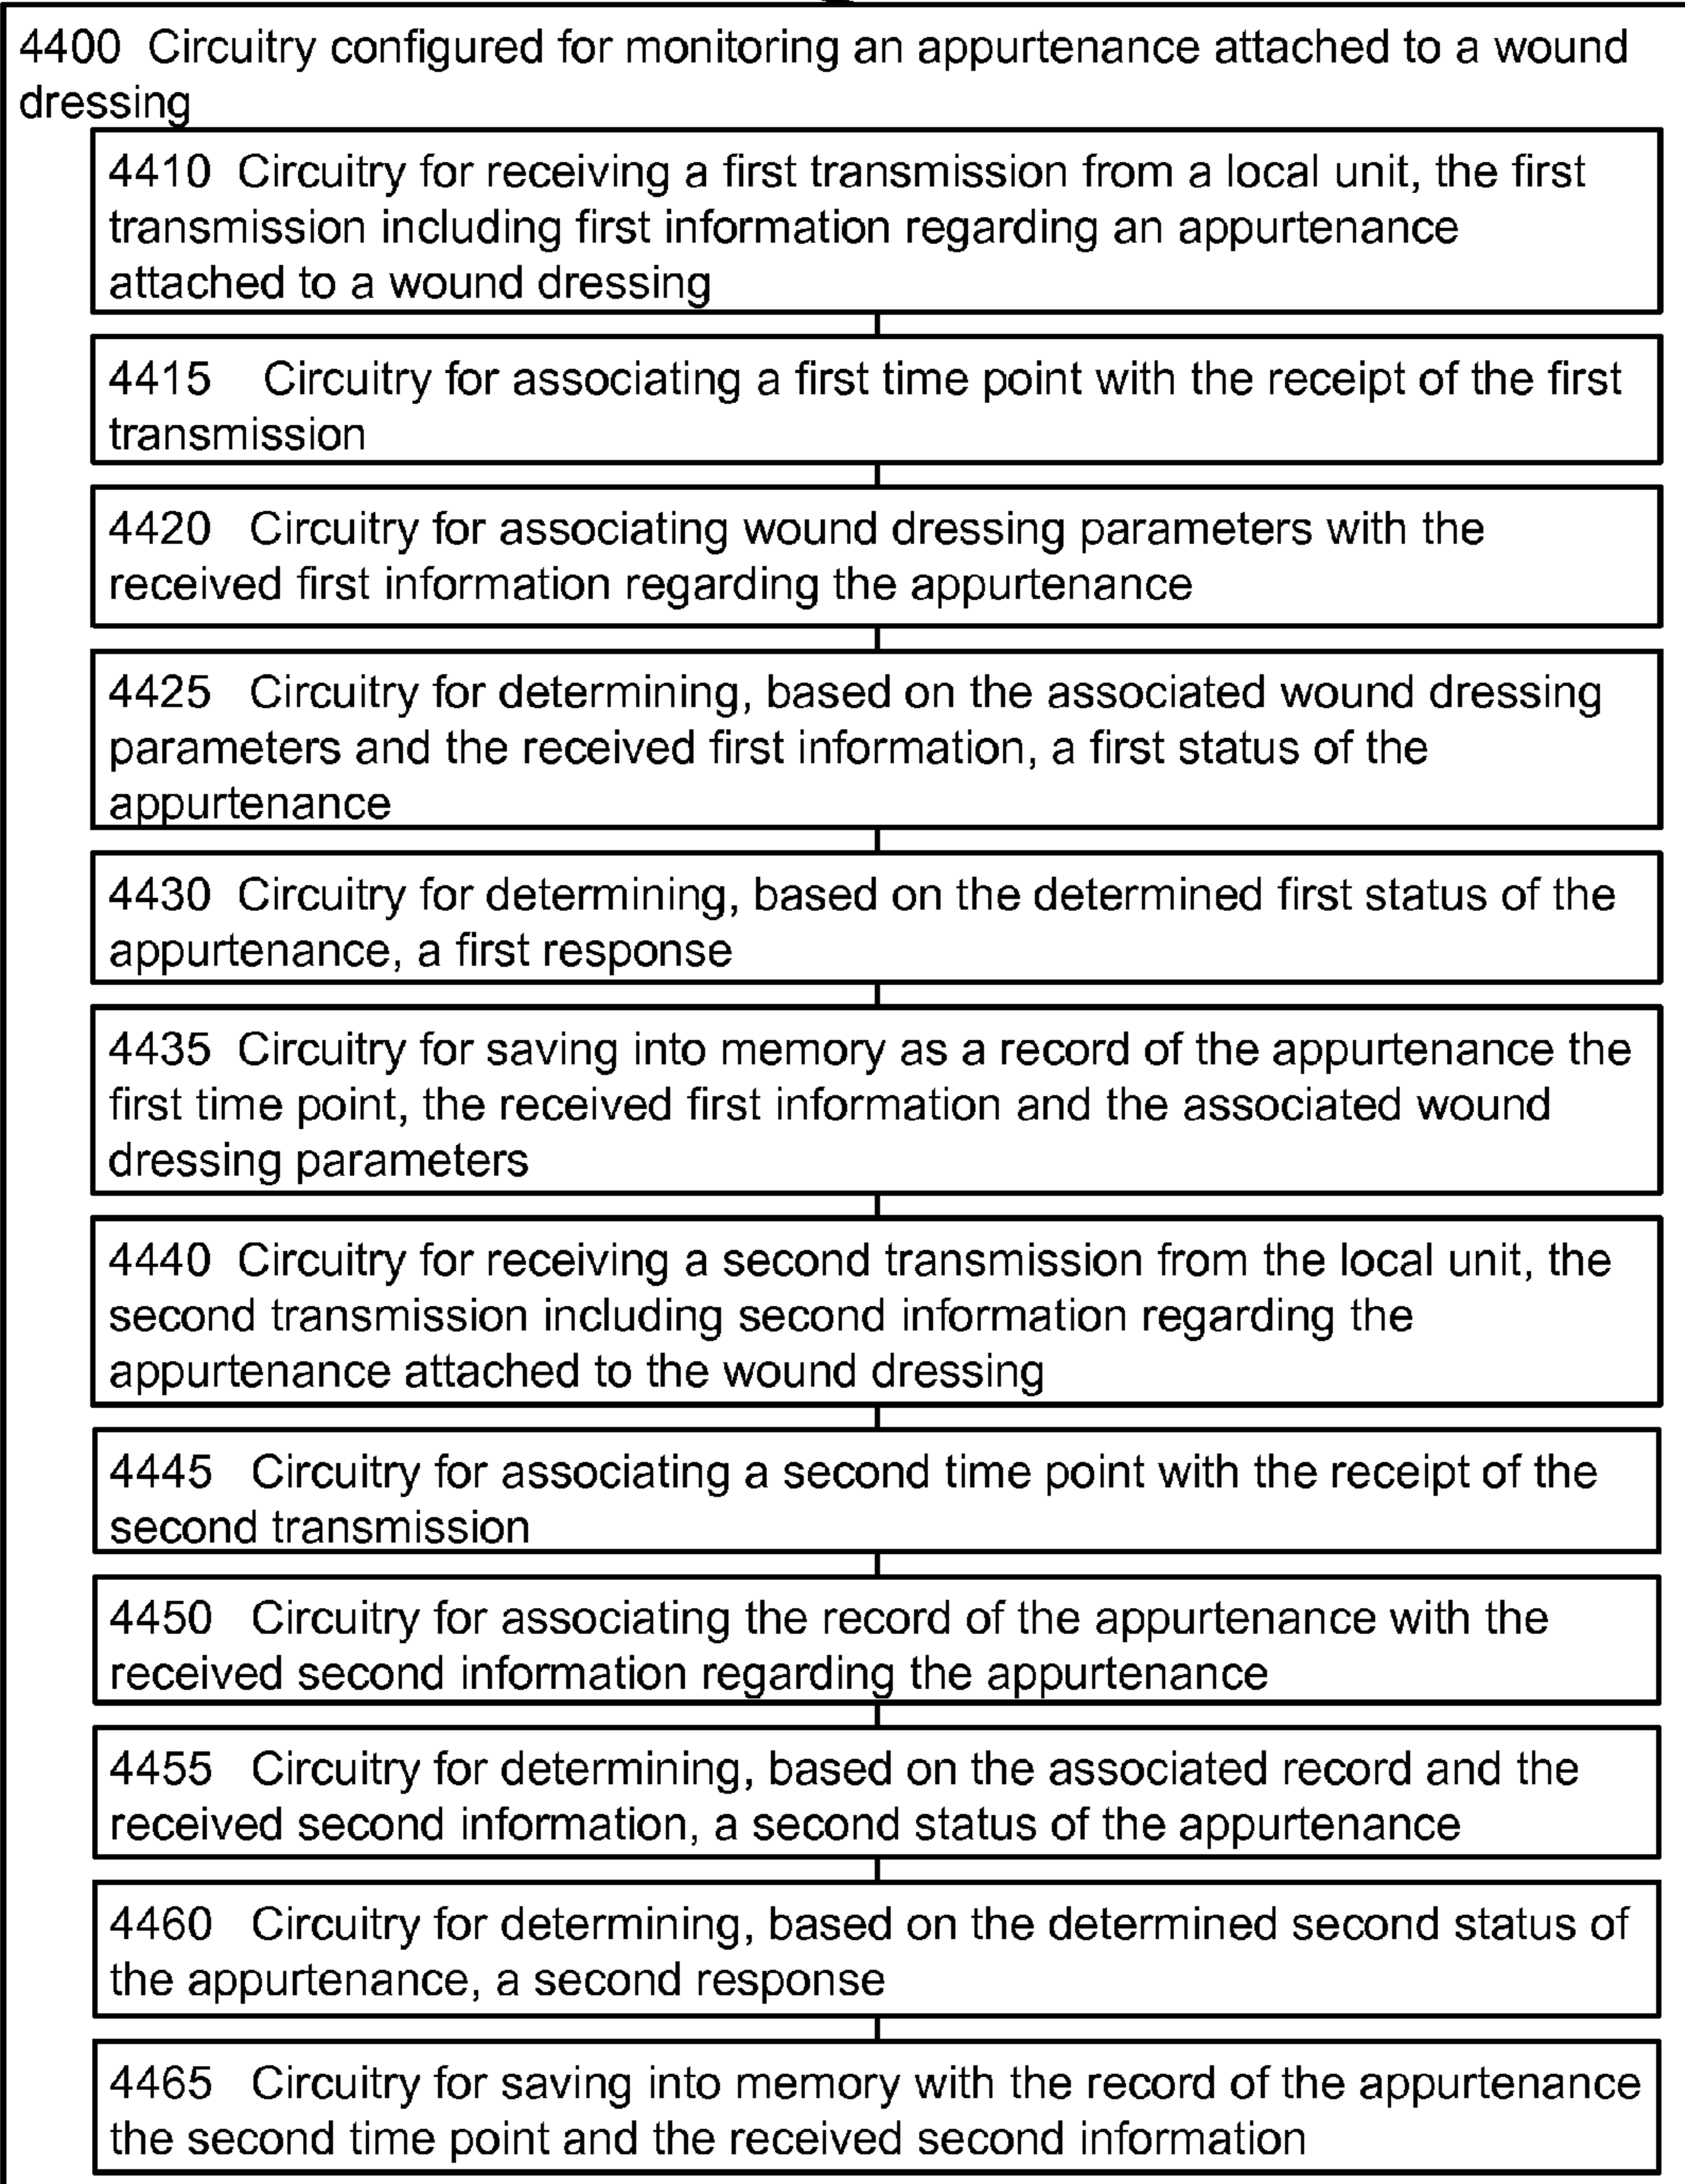 4400 Circuitry configured for monitoring an appurtenance attached to a wound
dressing
4410 Circuitry for receiving a first transmission from a local unit, the first
transmission including first information regarding an appurtenance
attached to a wound dressing
4415 Circuitry for associating a first time point with the receipt of the first
transmission
4420 Circuitry for associating wound dressing parameters with the
received first information regarding the appurtenance
4425 Circuitry for determining, based on the associated wound dressing
parameters and the received first information, a first status of the
appurtenance
4430 Circuitry for determining, based on the determined first status of the
appurtenance, a first response
4435 Circuitry for saving into memory as a record of the appurtenance the
first time point, the received first information and the associated wound
dressing parameters
4440 Circuitry for receiving a second transmission from the local unit, the
second transmission including second information regarding the
appurtenance attached to the wound dressing
4445 Circuitry for associating a second time point with the receipt of the
second transmission
4450 Circuitry for associating the record of the appurtenance with the
received second information regarding the appurtenance
4455 Circuitry for determining, based on the associated record and the
received second information, a second status of the appurtenance
4460 Circuitry for determining, based on the determined second status of
the appurtenance, a second response
4465 Circuitry for saving into memory with the record of the appurtenance
the second time point and the received second information